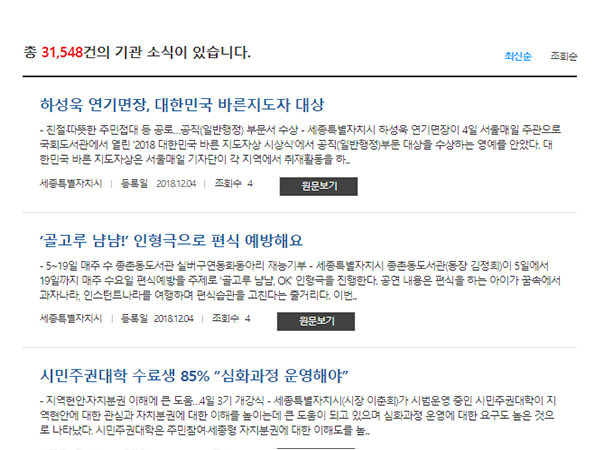 총 31,548건의 기관 소식이 있습니다.
최신순 조회순
하성욱 연기면장, 대한민국 바른지도자 대상
- 친절·따뜻한 주민접대 등 공로...공직(일반행정) 부문서 수상 - 세종특별자치시 하성욱 연기면장이 4일 서울매일 주관으로
국회도서관에서 열린 '2018 대한민국 바른 지도자상 시상식'에서 공직(일반행정)부문 대상을 수상하는 영예를 안았다. 대
한민국 바른 지도자상은 서울매일 기자단이 각 지역에서 취재활동을 하...
세종특별자치시 | 등록일 2018.12.04 | 조회수 4 원문보기
‘골고루 냠냠!’ 인형극으로 편식 예방해요
- 5~19일 매주 수 종촌동도서관 실버구연동화동아리 재능기부 - 세종특별자치시 종촌동도서관(동장 김정희)이 5일에서
19일까지 매주 수요일 편식예방을 주제로 ‘골고루 냠냠, OK’ 인형극을 진행한다. 공연 내용은 편식을 하는 아이가 꿈속에서
과자나라, 인스턴트나라를 여행하며 편식습관을 고친다는 줄거리다. 이번...
세종특별자치시 | 등록일 2018.12.04 | 조회수 4 원문보기
시민주권대학 수료생 85% “심화과정 운영해야”
- 지역현안·자치분권 이해에 큰 도움...4일 3기 개강식 - 세종특별자치시(시장 이춘희)가 시범운영 중인 시민주권대학이 지
역현안에 대한 관심과 자치분권에 대한 이해를 높이는데 큰 도움이 되고 있으며 심화과정 운영에 대한 요구도 높은 것으
로 나타났다. 시민주권대학은 주민참여·세종형 자치분권에 대한 이해도를 높...